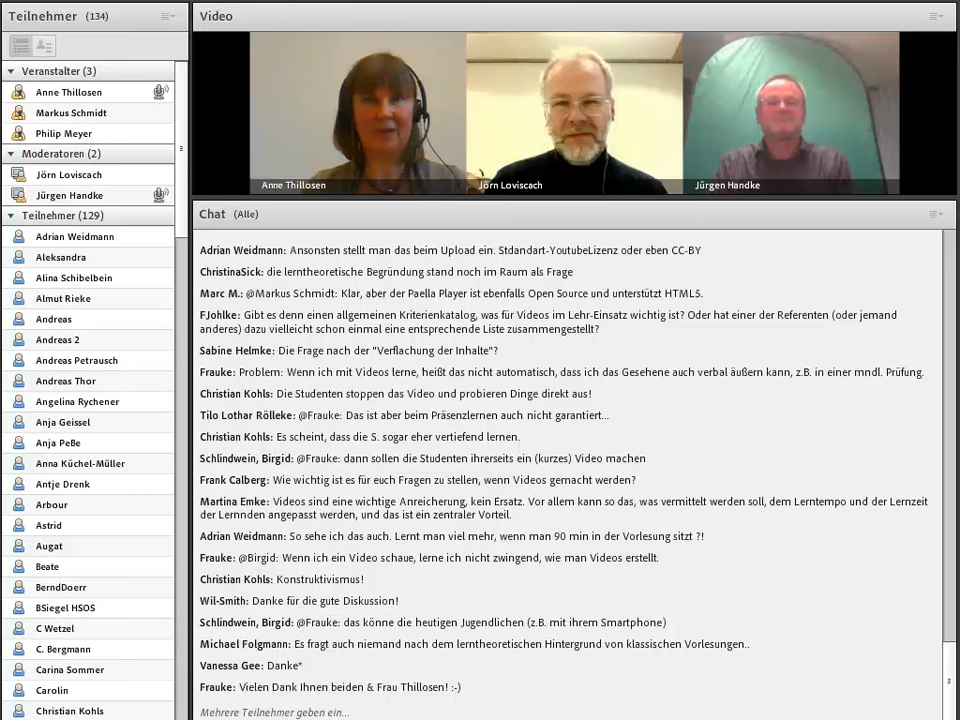 Teilnehmer (134)
Veranstalter (3)
Anne Thillosen
Markus Schmidt
Philip Meyer
Moderatoren (2)
Jörn Loviscach
Jürgen Handke
Teilnehmer (129)
Adrian Weidmann
Aleksandra
Alina Schibelbein
Almut Rieke
Andreas
Andreas 2
Andreas Petrausch
Andreas Thor
Angelina Rychener
Anja Geissel
Anja PeBe
Anna Küchel-Müller
Antje Drenk
Arbour
Astrid
Augat
Beate
BerndDoerr
BSiegel HSOS
C Wetzel
C. Bergmann
Carina Sommer
Carolin
Christian Kohls
Video
Anne Thillosen
Jörn Loviscach
Jürgen Handke
Chat (Alle)
Adrian Weidmann: Ansonsten stellt man das beim Upload ein. Stdandart-YoutubeLizenz oder eben CC-BY
ChristinaSick: die lerntheoretische Begründung stand noch im Raum als Frage
Marc M.: @Markus Schmidt: Klar, aber der Paella Player ist ebenfalls Open Source und unterstützt HTML5.
FJohlke: Gibt es denn einen allgemeinen Kriterienkatalog, was für Videos im Lehr-Einsatz wichtig ist? Oder hat einer der Referenten (oder jemand
anderes) dazu vielleicht schon einmal eine entsprechende Liste zusammengestellt?
Sabine Helmke: Die Frage nach der "Verflachung der Inhalte"?
Frauke: Problem: Wenn ich mit Videos lerne, heißt das nicht automatisch, dass ich das Gesehene auch verbal äußern kann, z.B. in einer mndl. Prüfung.
Christian Kohls: Die Studenten stoppen das Video und probieren Dinge direkt aus!
Tilo Lothar Rölleke: @Frauke: Das ist aber beim Präsenzlernen auch nicht garantiert...
Christian Kohls: Es scheint, dass die S. sogar eher vertiefend lernen.
Schlindwein, Birgid: @Frauke: dann sollen die Studenten ihrerseits ein (kurzes) Video machen
Frank Calberg: Wie wichtig ist es für euch Fragen zu stellen, wenn Videos gemacht werden?
Martina Emke: Videos sind eine wichtige Anreicherung, kein Ersatz. Vor allem kann so das, was vermittelt werden soll, dem Lerntempo und der Lernzeit
der Lernnden angepasst werden, und das ist ein zentraler Vorteil.
Adrian Weidmann: So sehe ich das auch. Lernt man viel mehr, wenn man 90 min in der Vorlesung sitzt ?!
Frauke: @Birgid: Wenn ich ein Video schaue, lerne ich nicht zwingend, wie man Videos erstellt.
Christian Kohls: Konstruktivismus!
Wil-Smith: Danke für die gute Diskussion!
Schlindwein, Birgid: @Frauke: das könne die heutigen Jugendlichen (z.B. mit ihrem Smartphone)
Michael Folgmann: Es fragt auch niemand nach dem lerntheoretischen Hintergrund von klassischen Vorlesungen..
Vanessa Gee: Danke*
Frauke: Vielen Dank Ihnen beiden & Frau Thillosen! :-)
Mehrere Teilnehmer geben ein...